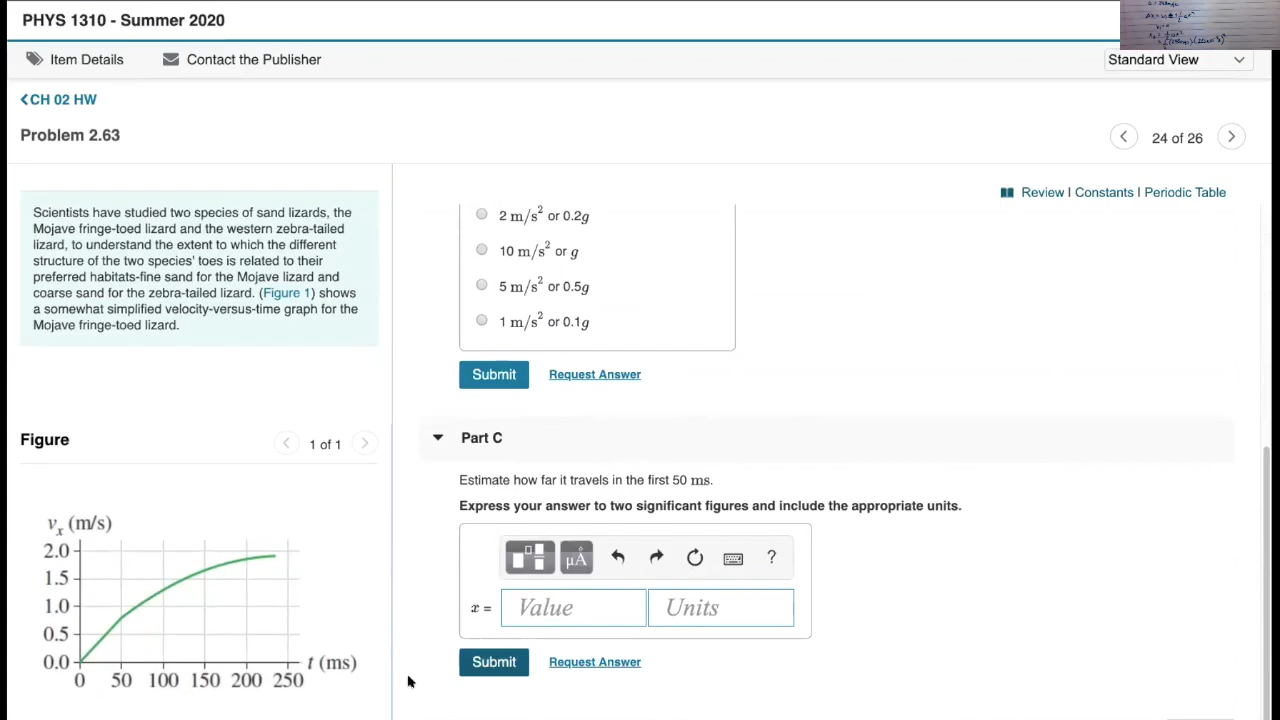 PHYS 1310 - Summer 2020
Item Details
Contact the Publisher
Standard View
CH 02 HW
Problem 2.63
24 of 26
Review | Constants | Periodic Table
Scientists have studied two species of sand lizards, the
Mojave fringe-toed lizard and the western zebra-tailed
lizard, to understand the extent to which the different
structure of the two species' toes is related to their
preferred habitats-fine sand for the Mojave lizard and
coarse sand for the zebra-tailed lizard. (Figure 1) shows
a somewhat simplified velocity-versus-time graph for the
Mojave fringe-toed lizard.
Figure
1 of 1
vₓ (m/s)
2.0
1.5
1.0
0.5
0.0
t (ms)
0 50 100 150 200 250
2 m/s² or 0.2g
10 m/s² or g
5 m/s² or 0.5g
1 m/s² or 0.1g
Submit
Request Answer
Part C
Estimate how far it travels in the first 50 ms.
Express your answer to two significant figures and include the appropriate units.
μÅ
?
x = Value Units
Submit
Request Answer